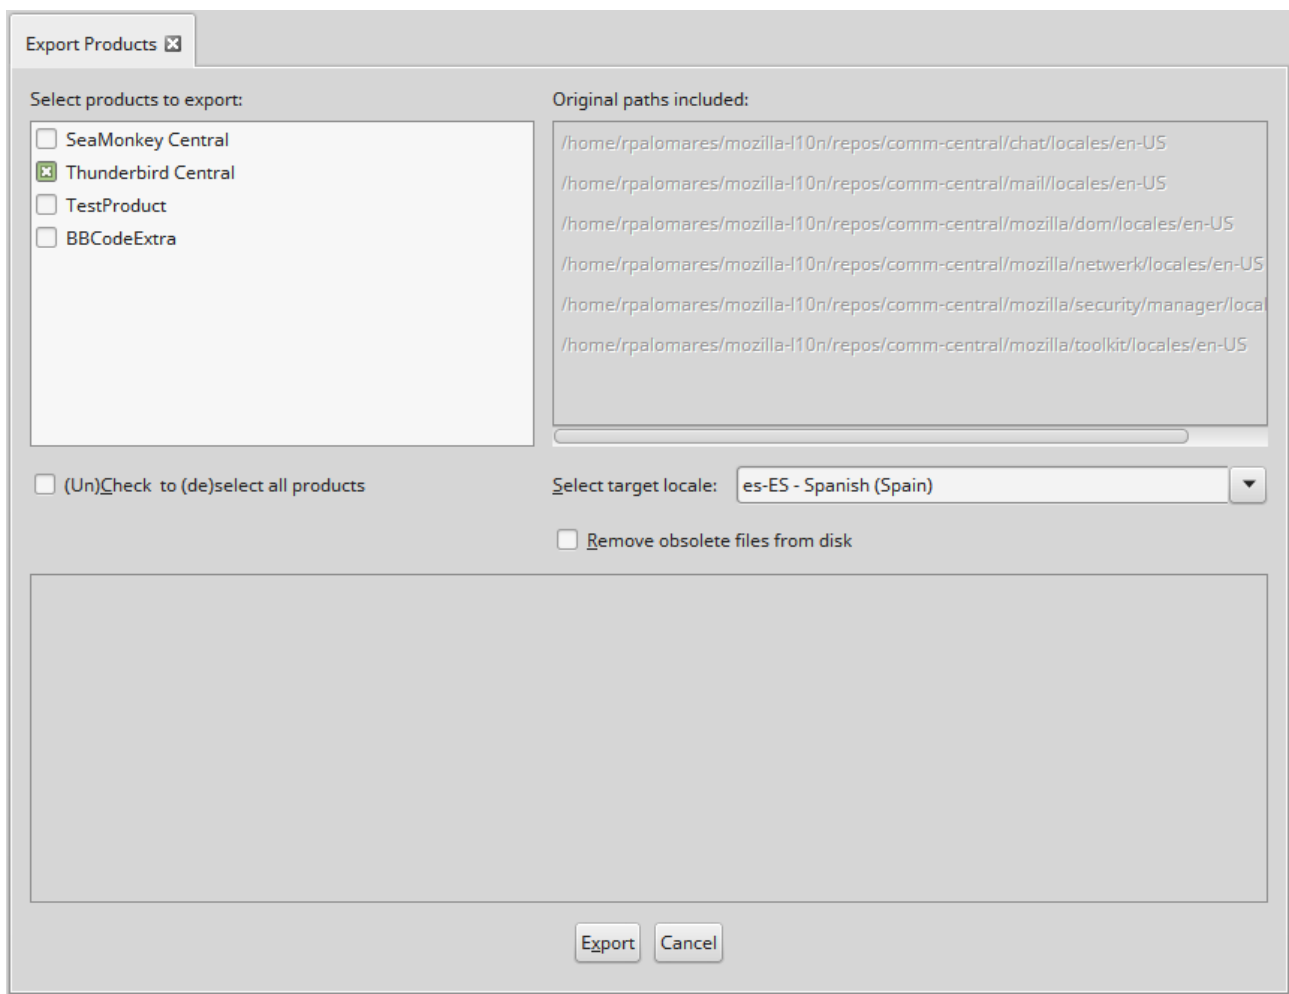 Export Products
Select products to export:
SeaMonkey Central
Thunderbird Central
TestProduct
BBCodeExtra
Original paths included:
/home/rpalomares/mozilla-l10n/repos/comm-central/chat/locales/en-US
/home/rpalomares/mozilla-l10n/repos/comm-central/mail/locales/en-US
/home/rpalomares/mozilla-l10n/repos/comm-central/mozilla/dom/locales/en-US
/home/rpalomares/mozilla-l10n/repos/comm-central/mozilla/netwerk/locales/en-US
/home/rpalomares/mozilla-l10n/repos/comm-central/mozilla/security/manager/local
/home/rpalomares/mozilla-l10n/repos/comm-central/mozilla/toolkit/locales/en-US
(Un)Check to (de)select all products
Select target locale: es-ES - Spanish (Spain)
Remove obsolete files from disk
Export Cancel